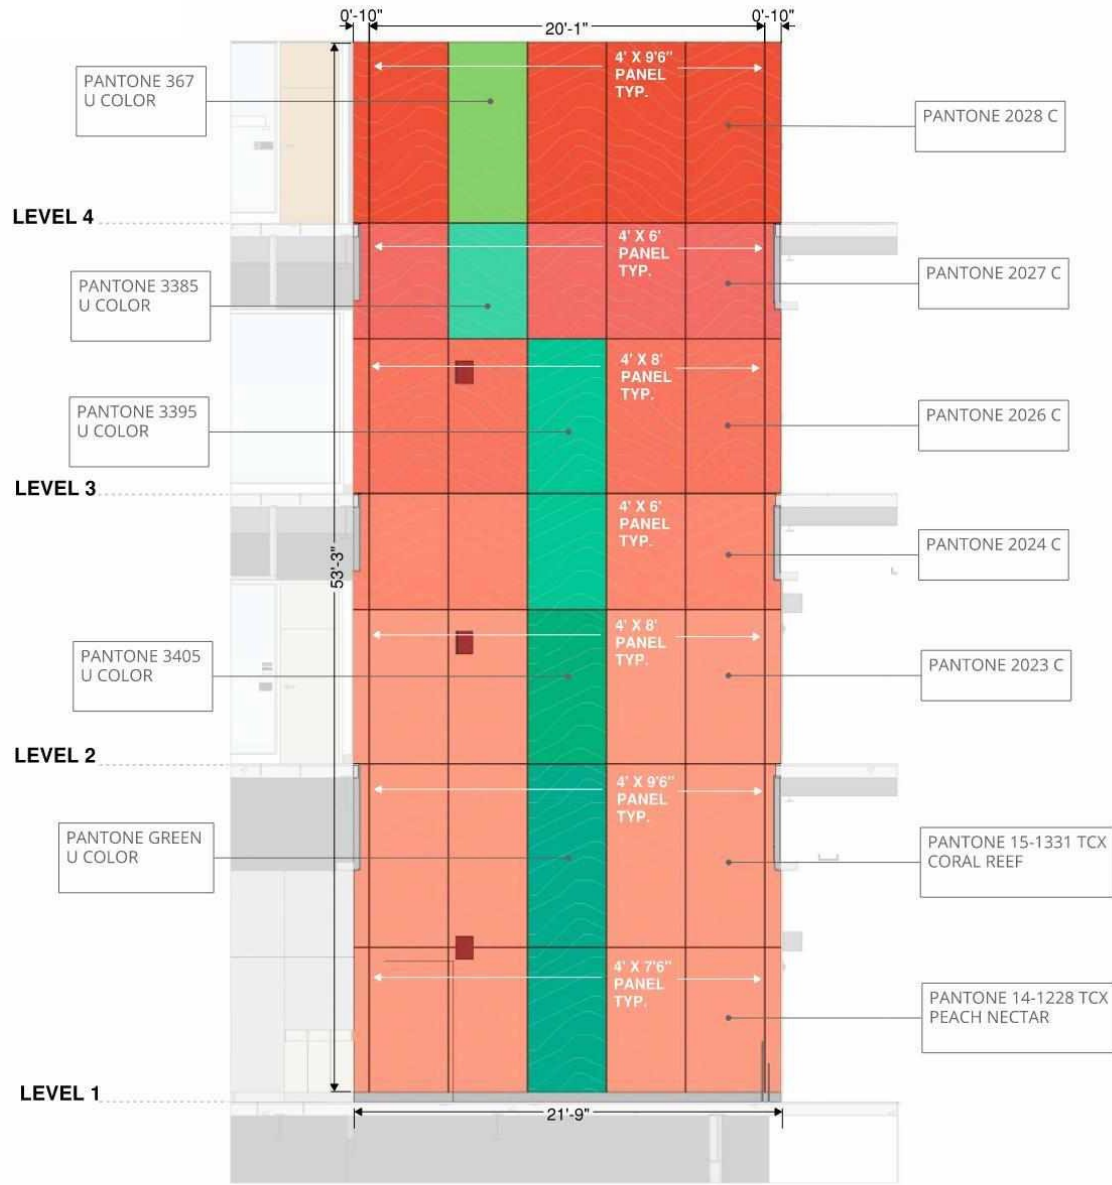 0'-10"
20'-1"
0'-10"
4' X 9'6"
PANEL
TYP.
PANTONE 367
U COLOR
PANTONE 2028 C
LEVEL 4
4' X 6'
PANEL
TYP.
PANTONE 3385
U COLOR
PANTONE 2027 C
4' X 8'
PANEL
TYP.
PANTONE 3395
U COLOR
PANTONE 2026 C
LEVEL 3
4' X 6'
PANEL
TYP.
53'-3"
PANTONE 2024 C
4' X 8'
PANEL
TYP.
PANTONE 3405
U COLOR
PANTONE 2023 C
LEVEL 2
4' X 9'6"
PANEL
TYP.
PANTONE GREEN
U COLOR
PANTONE 15-1331 TCX
CORAL REEF
4' X 7'6"
PANEL
TYP.
PANTONE 14-1228 TCX
PEACH NECTAR
LEVEL 1
21'-9"